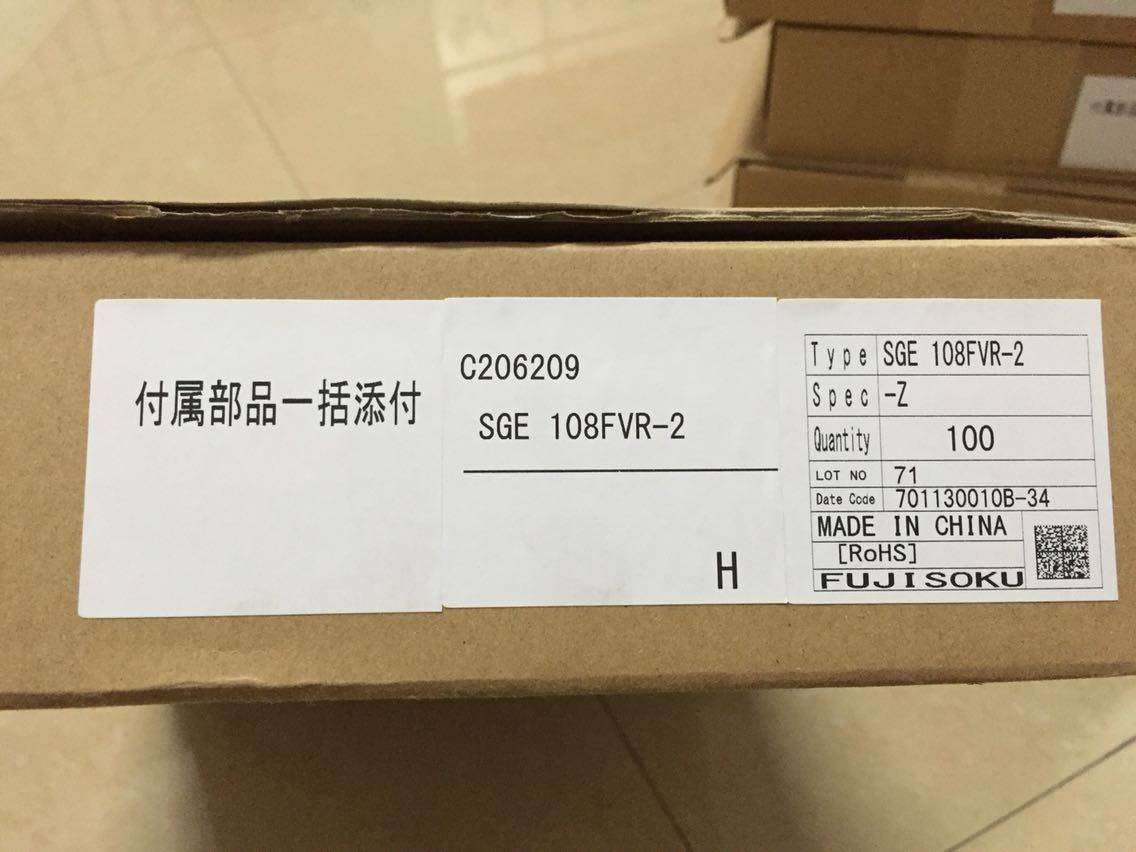 付属部品一括添付
C206209
SGE 108FVR-2
H
Type SGE 108FVR-2
Spec -Z
Quantity 100
LOT NO 71
Date Code 701130010B-34
MADE IN CHINA
[RoHS]
FUJISOKU